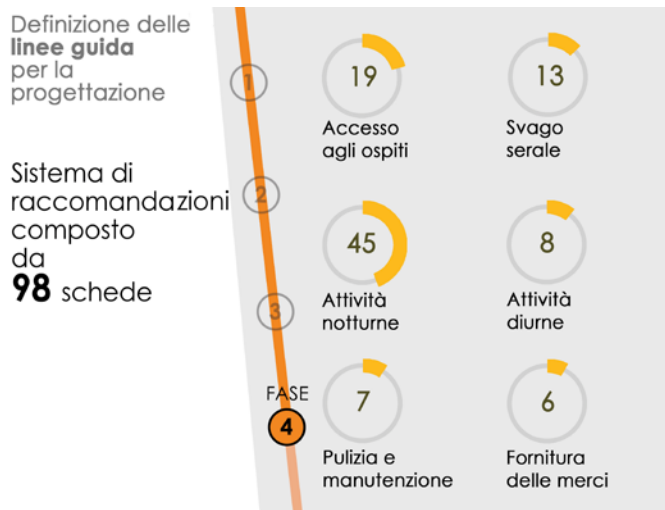 Definizione delle
linee guida
per la
progettazione
Sistema di
raccomandazioni
composto
da
98 schede
1
2
3
FASE
4
19
Accesso
agli ospiti
13
Svago
serale
45
Attività
notturne
8
Attività
diurne
7
Pulizia e
manutenzione
6
Fornitura
delle merci